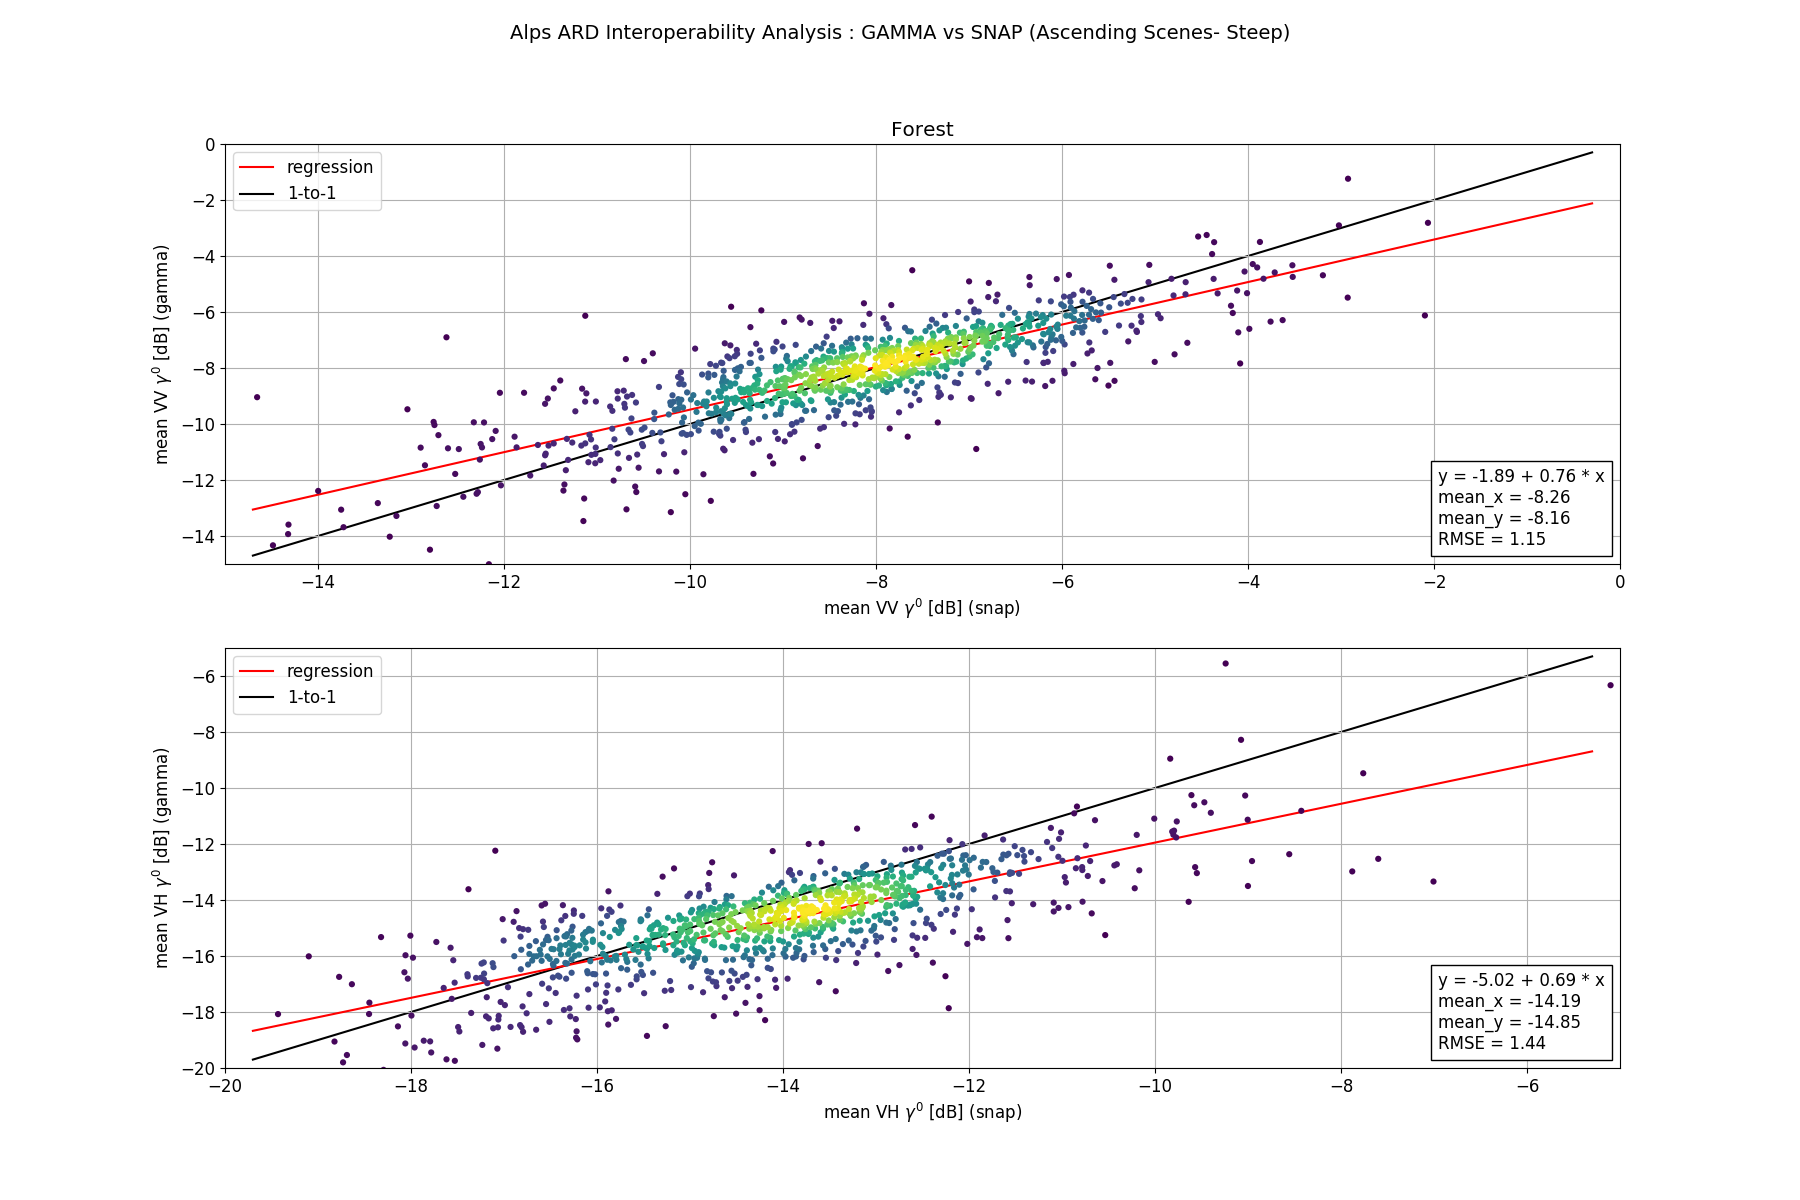 Alps ARD Interoperability Analysis : GAMMA vs SNAP (Ascending Scenes- Steep)
Forest
regression
1-to-1
0
−2
−4
−6
−8
−10
−12
−14
mean VV γ⁰ [dB] (gamma)
y = -1.89 + 0.76 * x
mean_x = -8.26
mean_y = -8.16
RMSE = 1.15
−14 −12 −10 −8 −6 −4 −2 0
mean VV γ⁰ [dB] (snap)
regression
1-to-1
−6
−8
−10
−12
−14
−16
−18
−20
mean VH γ⁰ [dB] (gamma)
y = -5.02 + 0.69 * x
mean_x = -14.19
mean_y = -14.85
RMSE = 1.44
−20 −18 −16 −14 −12 −10 −8 −6
mean VH γ⁰ [dB] (snap)